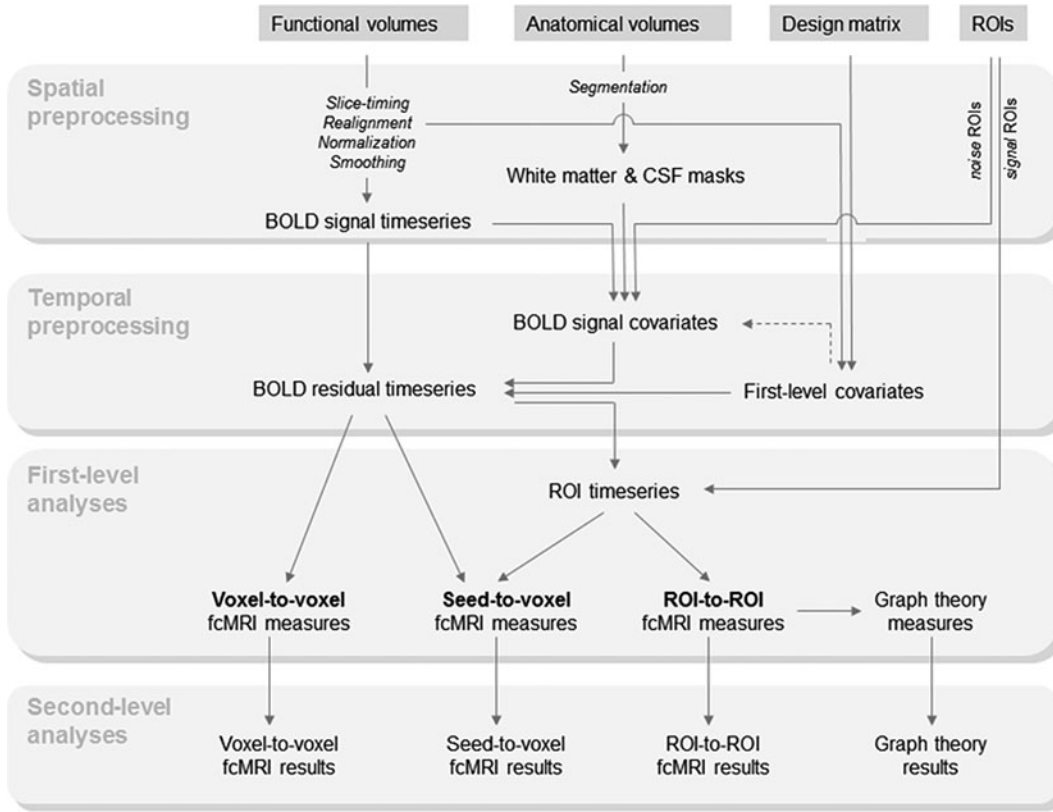 Functional volumes
Anatomical volumes
Design matrix
ROIs
Spatial
preprocessing
Slice-timing
Realignment
Normalization
Smoothing
Segmentation
noise ROIs
signal ROIs
White matter & CSF masks
BOLD signal timeseries
Temporal
preprocessing
BOLD signal covariates
BOLD residual timeseries
First-level covariates
First-level
analyses
ROI timeseries
Voxel-to-voxel
fcMRI measures
Seed-to-voxel
fcMRI measures
ROI-to-ROI
fcMRI measures
Graph theory
measures
Second-level
analyses
Voxel-to-voxel
fcMRI results
Seed-to-voxel
fcMRI results
ROI-to-ROI
fcMRI results
Graph theory
results